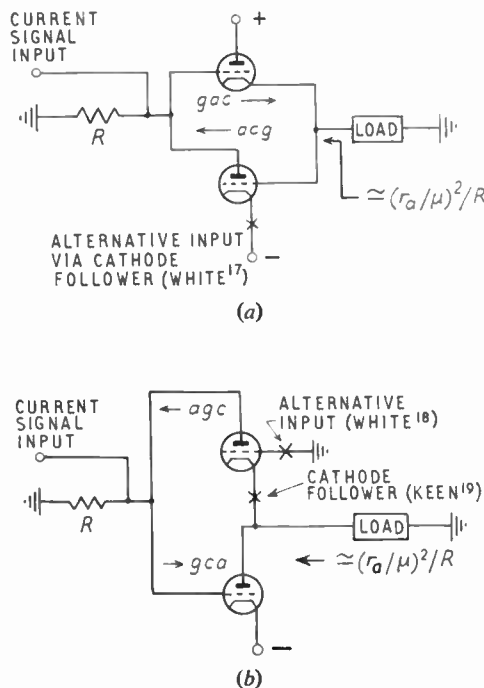 CURRENT
SIGNAL
INPUT
+
gac →
← acg
R
LOAD
≃(rₐ/μ)²/R
ALTERNATIVE INPUT
VIA CATHODE
FOLLOWER (WHITE¹⁷)
−
(a)
← agc
ALTERNATIVE
INPUT (WHITE¹⁸)
CURRENT
SIGNAL
INPUT
CATHODE
FOLLOWER (KEEN¹⁹)
R
LOAD
→ gca
← ≃(rₐ/μ)²/R
−
(b)